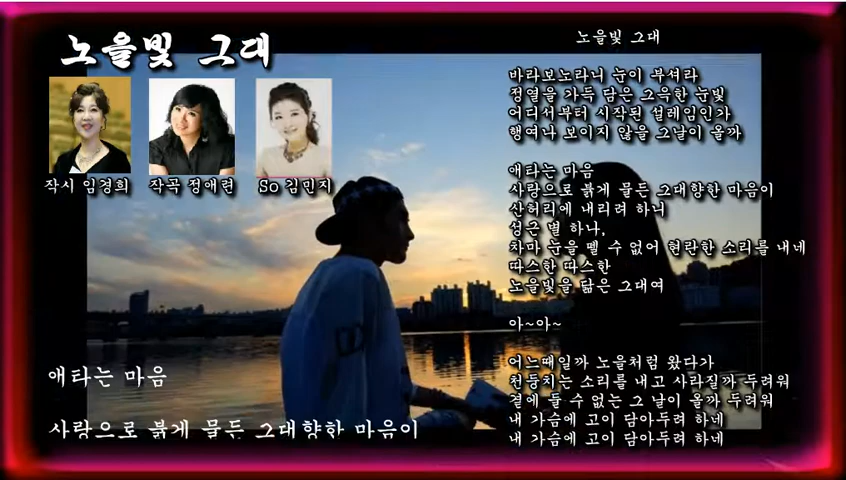 노을빛 그대
작시 임경희
작곡 정애련
So 김민지
노을빛 그대
바라보노라니 눈이 부셔라
정열을 가득 담은 그윽한 눈빛
어디서부터 시작된 설레임인가
행여나 보이지 않을 그날이 올까
애타는 마음
사랑으로 붉게 물든 그대향한 마음이
산허리에 내리려 하니
성근 별 하나,
차마 눈을 뗄 수 없어 현란한 소리를 내네
따스한 따스한
노을빛을 닮은 그대여
아~아~
어느때일까 노을처럼 왔다가
천둥치는 소리를 내고 사라질까 두려워
곁에 둘 수 없는 그 날이 올까 두려워
내 가슴에 고이 담아두려 하네
내 가슴에 고이 담아두려 하네
애타는 마음
사랑으로 붉게 물든 그대향한 마음이